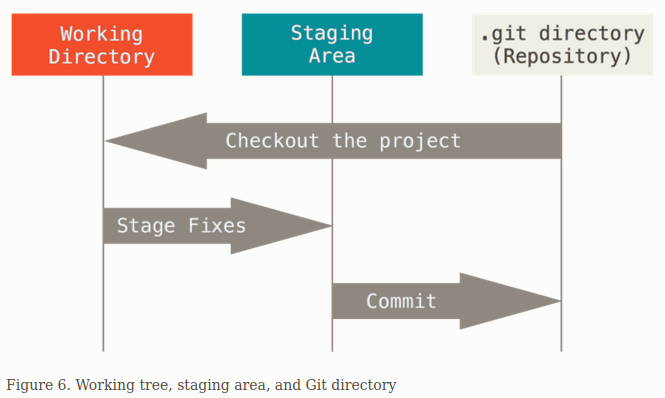 Working
Directory
Staging
Area
.git directory
(Repository)
Checkout the project
Stage Fixes
Commit
Figure 6. Working tree, staging area, and Git directory